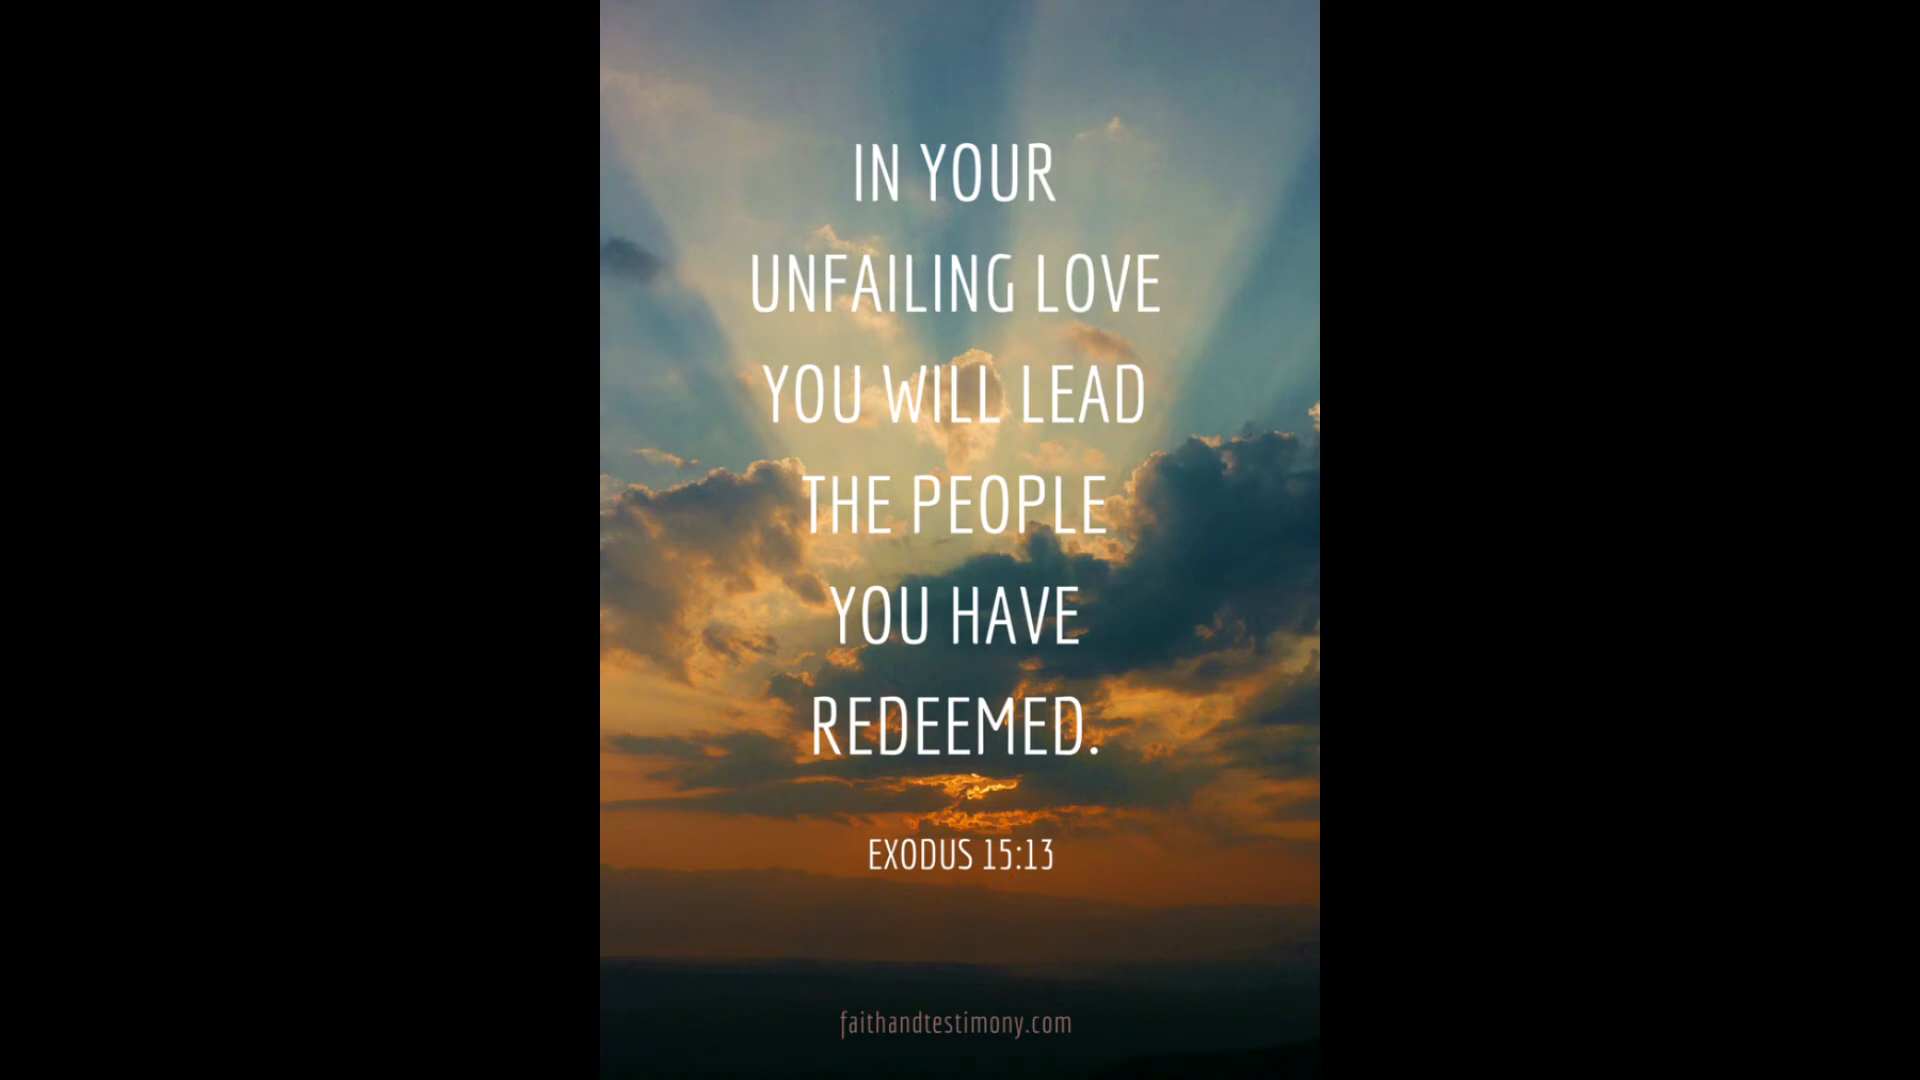 IN YOUR
UNFAILING LOVE
YOU WILL LEAD
THE PEOPLE
YOU HAVE
REDEEMED.
EXODUS 15:13
faithandtestimony.com